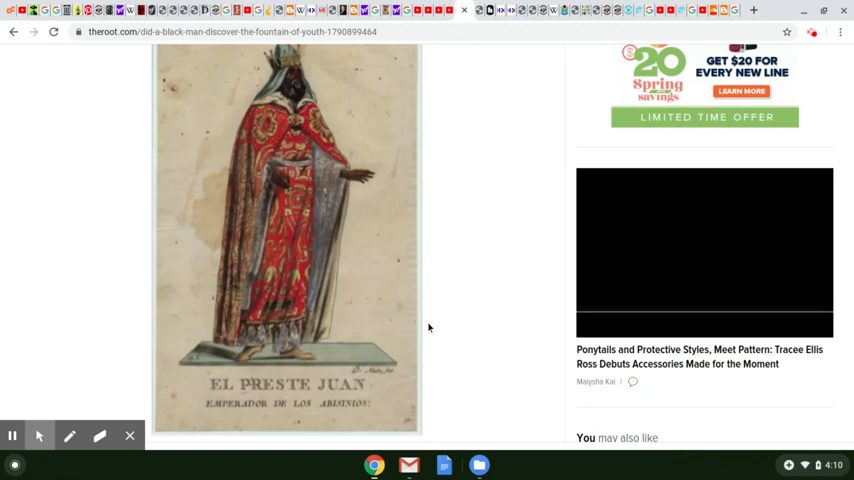 theroot.com/did-a-black-man-discover-the-fountain-of-youth-1790899464
EL PRESTE JUAN
EMPERADOR DE LOS ABISINIOS
20
Spring
savings
GET $20 FOR
EVERY NEW LINE
LEARN MORE
LIMITED TIME OFFER
Ponytails and Protective Styles, Meet Pattern: Tracee Ellis
Ross Debuts Accessories Made for the Moment
Maiysha Kai
You may also like
4:10